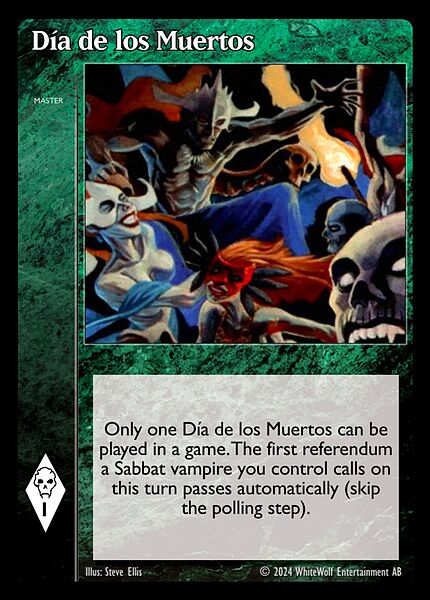 Día de los Muertos
MASTER
Only one Día de los Muertos can be
played in a game. The first referendum
a Sabbat vampire you control calls on
this turn passes automatically (skip
the polling step).
1
Illus: Steve Ellis © 2024 WhiteWolf Entertainment AB